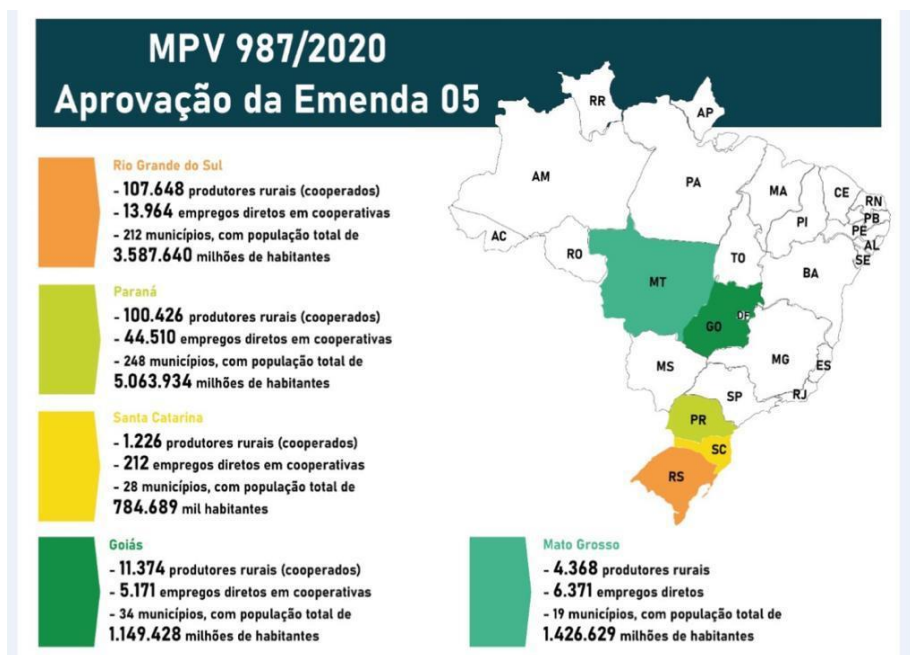 MPV 987/2020
Aprovação da Emenda 05
Rio Grande do Sul
- 107.648 produtores rurais (cooperados)
- 13.964 empregos diretos em cooperativas
- 212 municípios, com população total de
3.587.640 milhões de habitantes
Paraná
- 100.426 produtores rurais (cooperados)
- 44.510 empregos diretos em cooperativas
- 248 municípios, com população total de
5.063.934 milhões de habitantes
Santa Catarina
- 1.226 produtores rurais (cooperados)
- 212 empregos diretos em cooperativas
- 28 municípios, com população total de
784.689 mil habitantes
Goiás
- 11.374 produtores rurais (cooperados)
- 5.171 empregos diretos em cooperativas
- 34 municípios, com população total de
1.149.428 milhões de habitantes
Mato Grosso
- 4.368 produtores rurais
- 6.371 empregos diretos
- 19 municípios, com população total de
1.426.629 milhões de habitantes
RR
AP
AM
PA
MA
CE
RN
PB
PE
PI
AL
SE
AC
RO
TO
BA
MT
DF
GO
MG
ES
MS
SP
RJ
PR
SC
RS